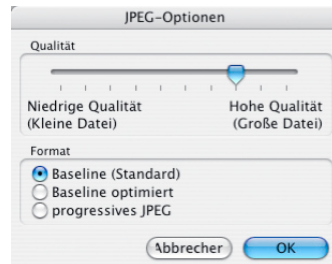 JPEG-Optionen
Qualität
Niedrige Qualität
(Kleine Datei)
Hohe Qualität
(Große Datei)
Format
Baseline (Standard)
Baseline optimiert
progressives JPEG
Abbrecher
OK